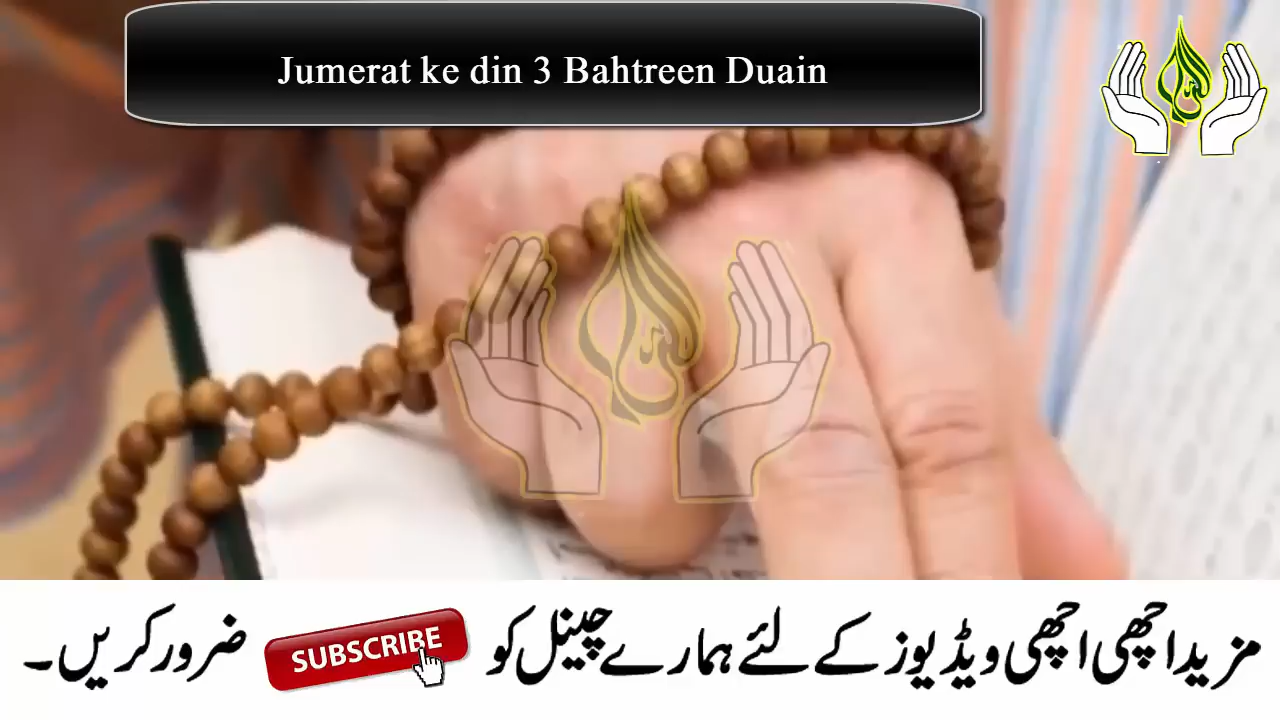 Jumerat ke din 3 Bahtreen Duain
مزید اچھی اچھی ویڈیوز کے لئے ہمارے چینل کو SUBSCRIBE ضرور کریں۔